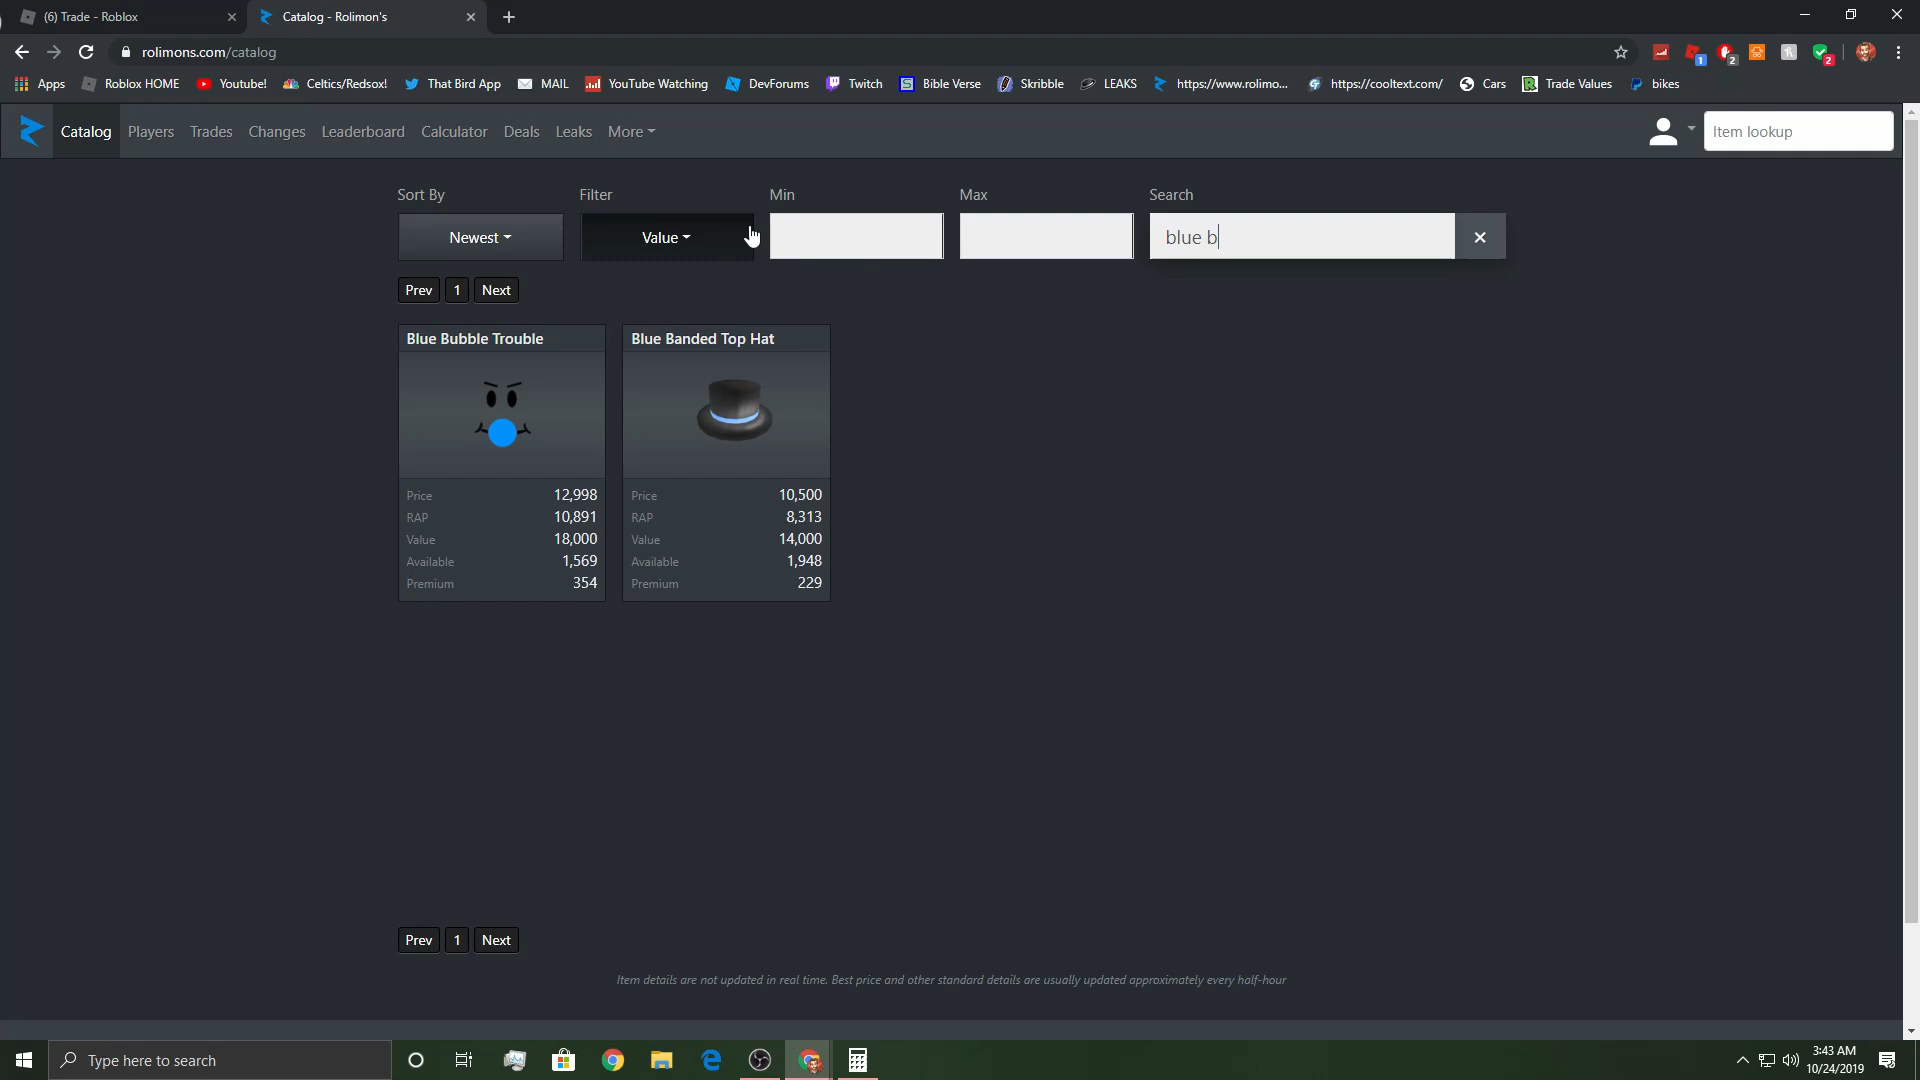 (6) Trade - Roblox
Catalog - Rolimon's
rolimons.com/catalog
1
2
2
Apps
Roblox HOME
Youtube!
Celtics/Redsox!
That Bird App
MAIL
YouTube Watching
DevForums
Twitch
Bible Verse
Skribble
LEAKS
https://www.rolimo...
https://cooltext.com/
Cars
Trade Values
bikes
Catalog
Players
Trades
Changes
Leaderboard
Calculator
Deals
Leaks
More
Item lookup
Sort By
Filter
Min
Max
Search
Newest
Value
blue b
Prev
1
Next
Blue Bubble Trouble
Price 12,998
RAP 10,891
Value 18,000
Available 1,569
Premium 354
Blue Banded Top Hat
Price 10,500
RAP 8,313
Value 14,000
Available 1,948
Premium 229
Prev
1
Next
Item details are not updated in real time. Best price and other standard details are usually updated approximately every half-hour
Type here to search
3:43 AM
10/24/2019